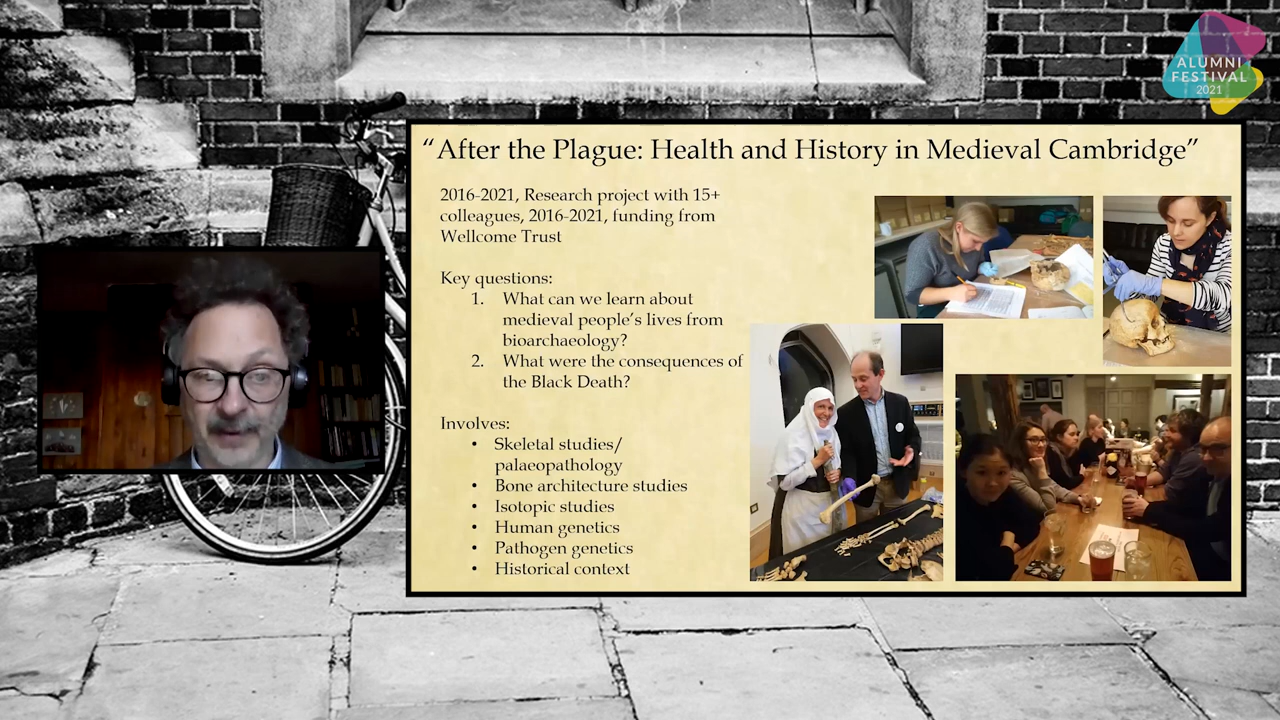 ALUMNI
FESTIVAL
2021
“After the Plague: Health and History in Medieval Cambridge”
2016-2021, Research project with 15+
colleagues, 2016-2021, funding from
Wellcome Trust
Key questions:
1. What can we learn about
medieval people’s lives from
bioarchaeology?
2. What were the consequences of
the Black Death?
Involves:
• Skeletal studies/
palaeopathology
• Bone architecture studies
• Isotopic studies
• Human genetics
• Pathogen genetics
• Historical context